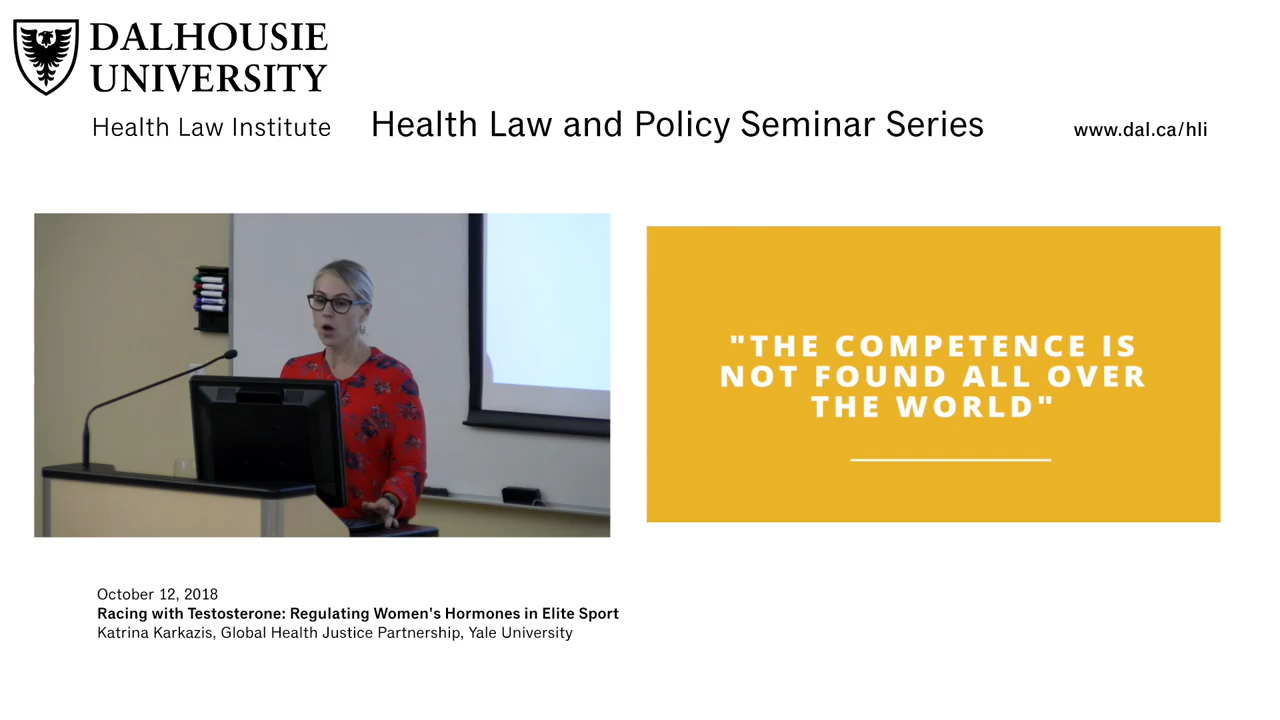 DALHOUSIE
UNIVERSITY
Health Law Institute
Health Law and Policy Seminar Series
www.dal.ca/hli
"THE COMPETENCE IS
NOT FOUND ALL OVER
THE WORLD"
October 12, 2018
Racing with Testosterone: Regulating Women's Hormones in Elite Sport
Katrina Karkazis, Global Health Justice Partnership, Yale University